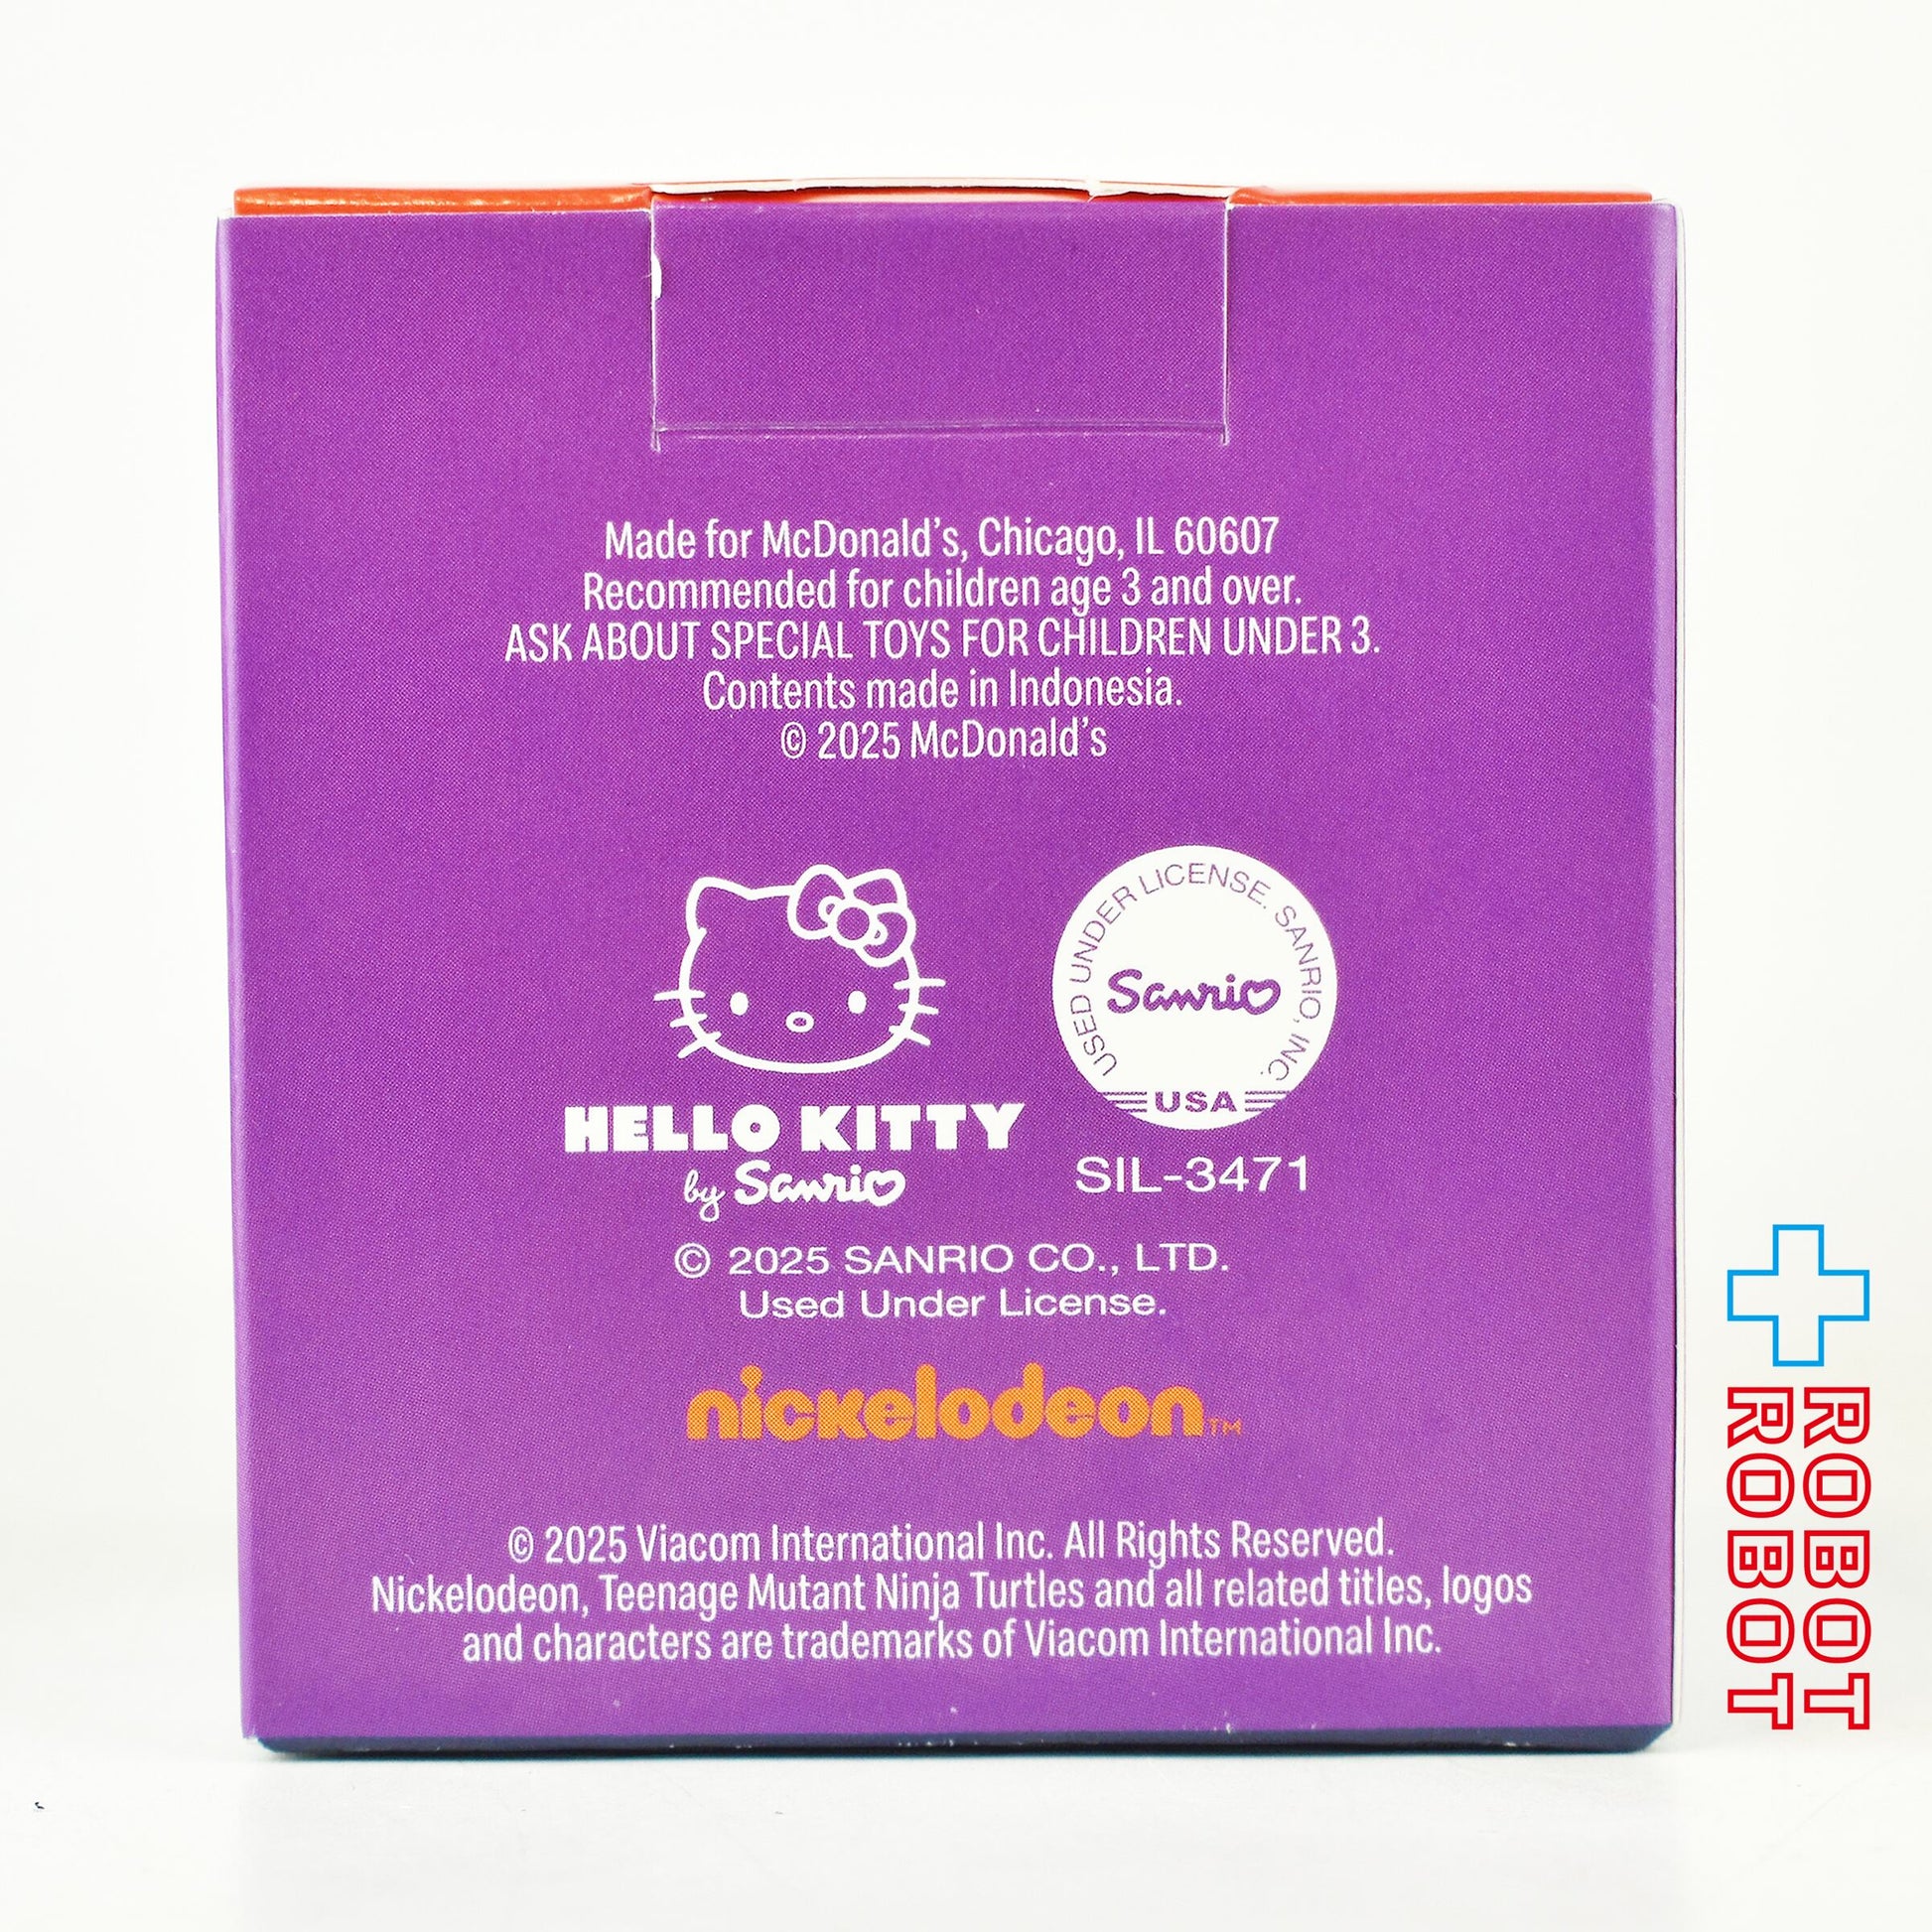 Made for McDonald's, Chicago, IL 60607
Recommended for children age 3 and over.
ASK ABOUT SPECIAL TOYS FOR CHILDREN UNDER 3.
Contents made in Indonesia.
© 2025 McDonald's
USED UNDER LICENSE. SANRIO, INC.
Sanrio
USA
HELLO KITTY
by Sanrio
SIL-3471
© 2025 SANRIO CO., LTD.
Used Under License.
nickelodeon™
© 2025 Viacom International Inc. All Rights Reserved.
Nickelodeon, Teenage Mutant Ninja Turtles and all related titles, logos
and characters are trademarks of Viacom International Inc.
ROBOT
ROBOT